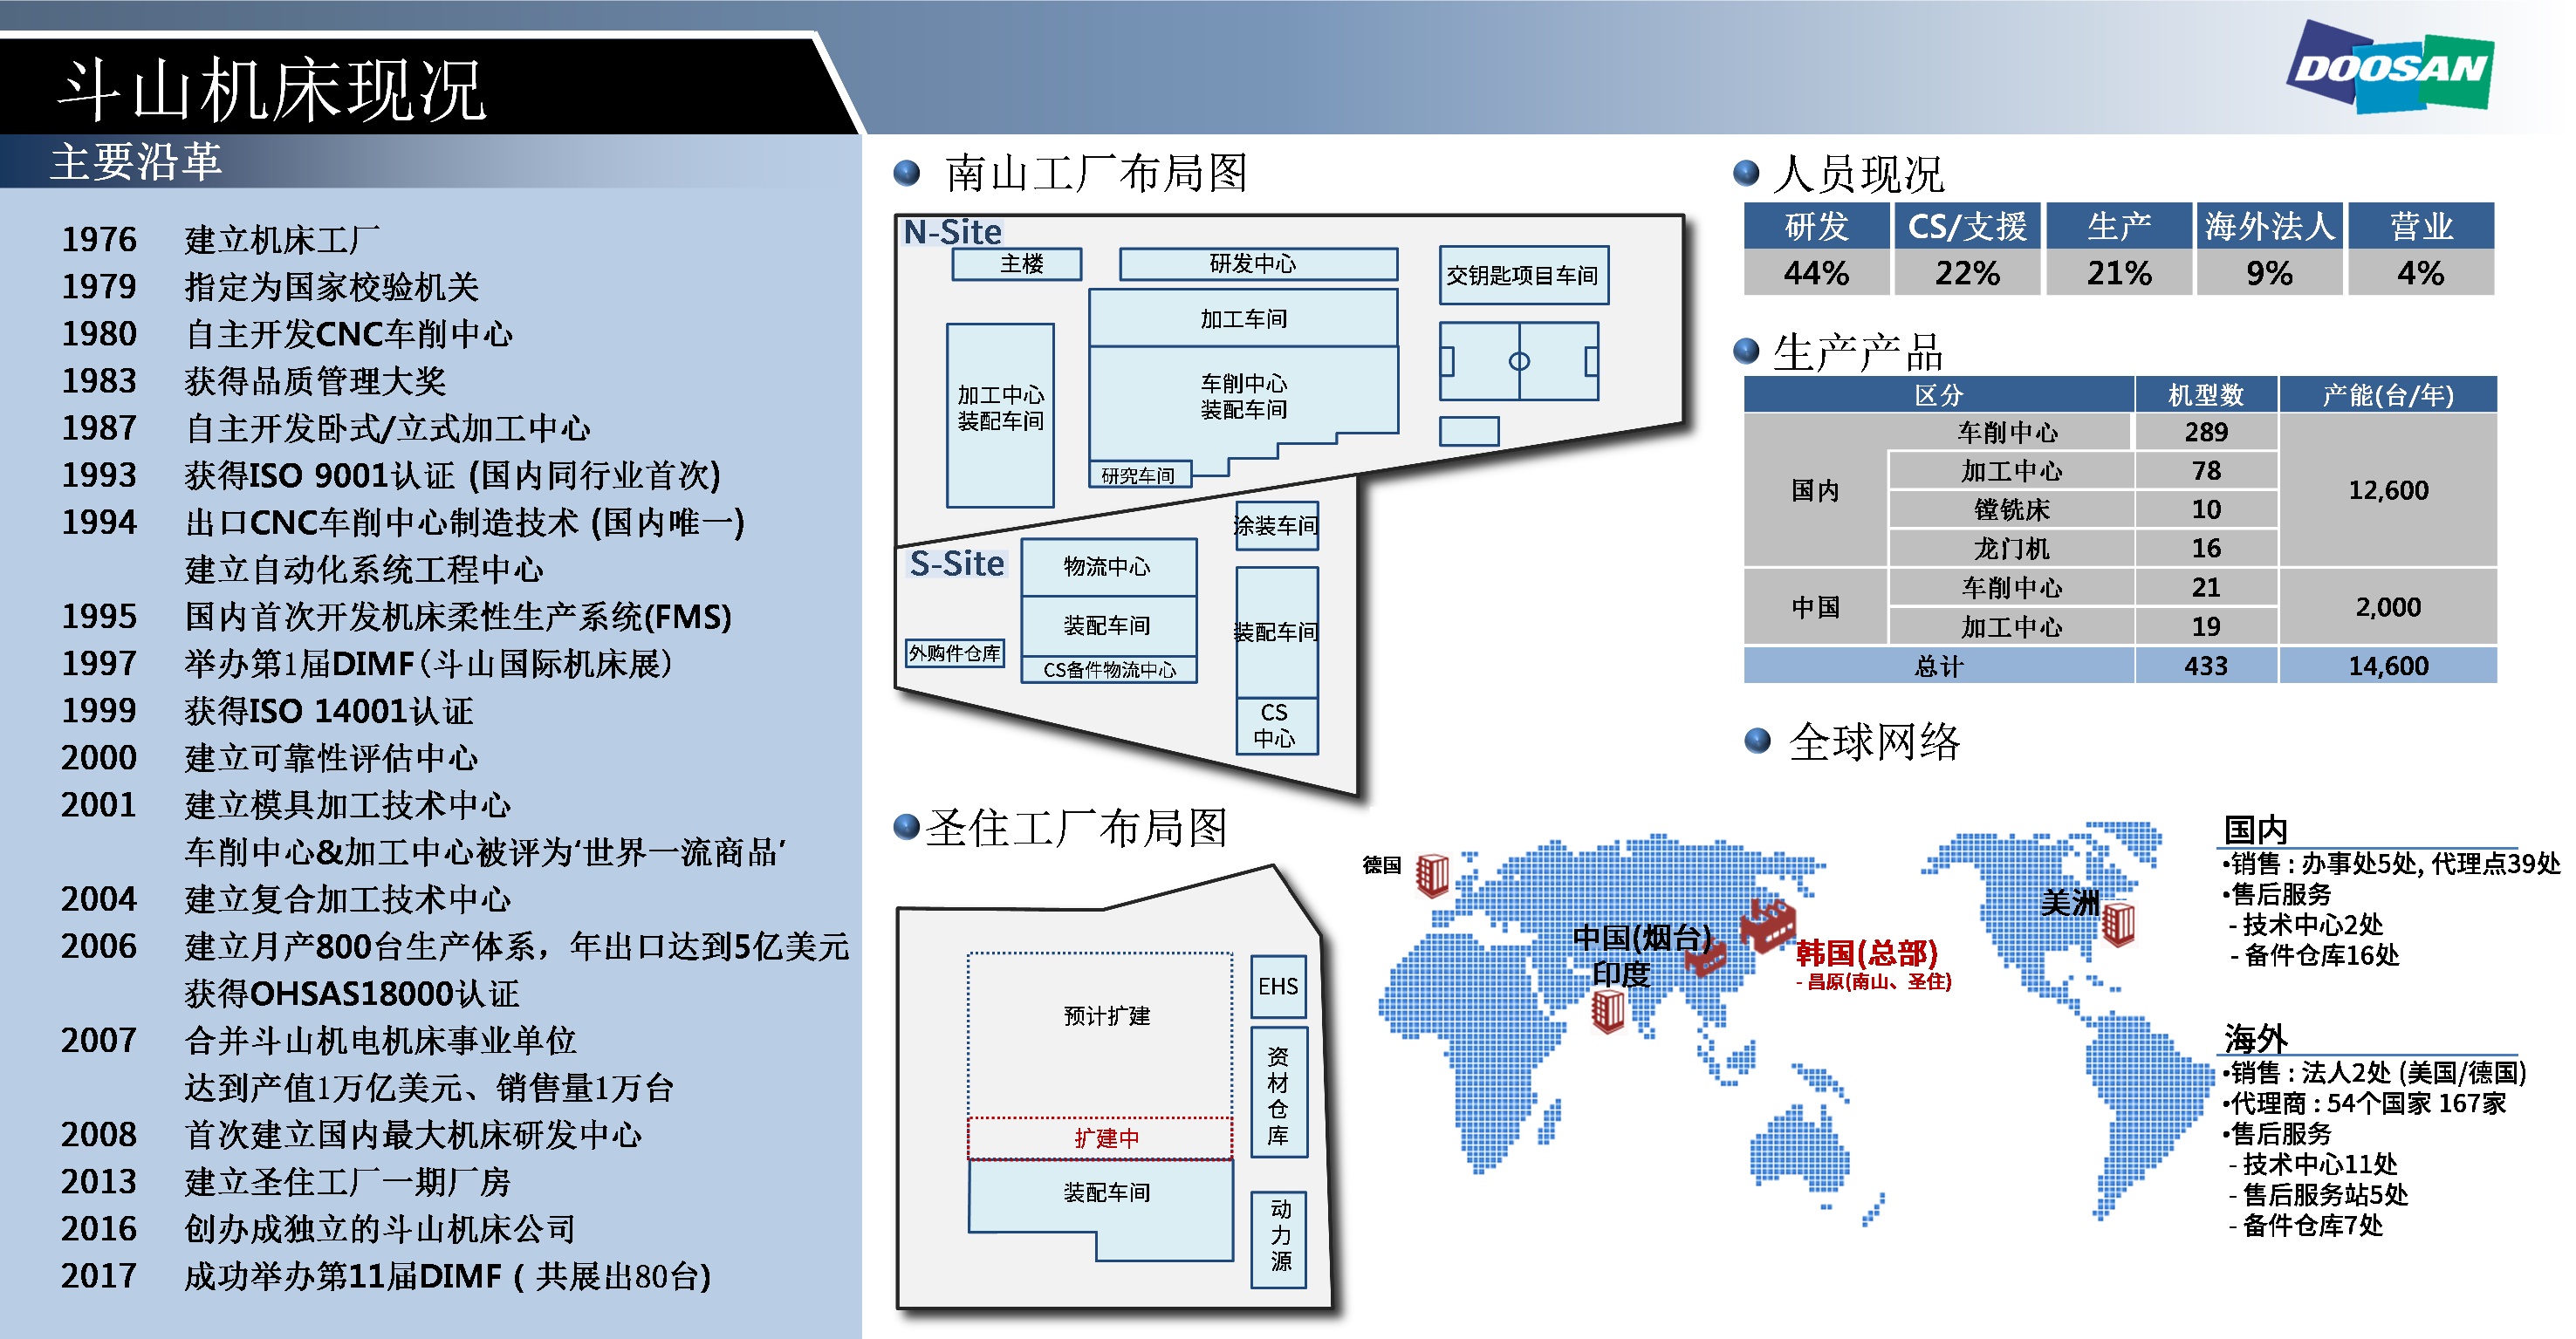 斗山机床现况
DOOSAN
主要沿革
1976 建立机床工厂
1979 指定为国家校验机关
1980 自主开发CNC车削中心
1983 获得品质管理大奖
1987 自主开发卧式/立式加工中心
1993 获得ISO 9001认证 (国内同行业首次)
1994 出口CNC车削中心制造技术 (国内唯一)
建立自动化系统工程中心
1995 国内首次开发机床柔性生产系统(FMS)
1997 举办第1届DIMF(斗山国际机床展)
1999 获得ISO 14001认证
2000 建立可靠性评估中心
2001 建立模具加工技术中心
车削中心&加工中心被评为‘世界一流商品’
2004 建立复合加工技术中心
2006 建立月产800台生产体系，年出口达到5亿美元
获得OHSAS18000认证
2007 合并斗山机电机床事业单位
达到产值1万亿美元、销售量1万台
2008 首次建立国内最大机床研发中心
2013 建立圣住工厂一期厂房
2016 创办成独立的斗山机床公司
2017 成功举办第11届DIMF ( 共展出80台)
南山工厂布局图
N-Site
主楼
研发中心
交钥匙项目车间
加工车间
加工中心
装配车间
车削中心
装配车间
研究车间
S-Site
涂装车间
物流中心
装配车间
装配车间
外购件仓库
CS备件物流中心
CS
中心
圣住工厂布局图
预计扩建
EHS
资
材
仓
库
扩建中
装配车间
动
力
源
人员现况
研发 CS/支援 生产 海外法人 营业
44% 22% 21% 9% 4%
生产产品
区分 机型数 产能(台/年)
国内 车削中心 289 12,600
加工中心 78
镗铣床 10
龙门机 16
中国 车削中心 21 2,000
加工中心 19
总计 433 14,600
全球网络
德国
中国(烟台)
印度
韩国(总部)
- 昌原(南山、圣住)
美洲
国内
•销售 : 办事处5处, 代理点39处
•售后服务
- 技术中心2处
- 备件仓库16处
海外
•销售 : 法人2处 (美国/德国)
•代理商 : 54个国家 167家
•售后服务
- 技术中心11处
- 售后服务站5处
- 备件仓库7处